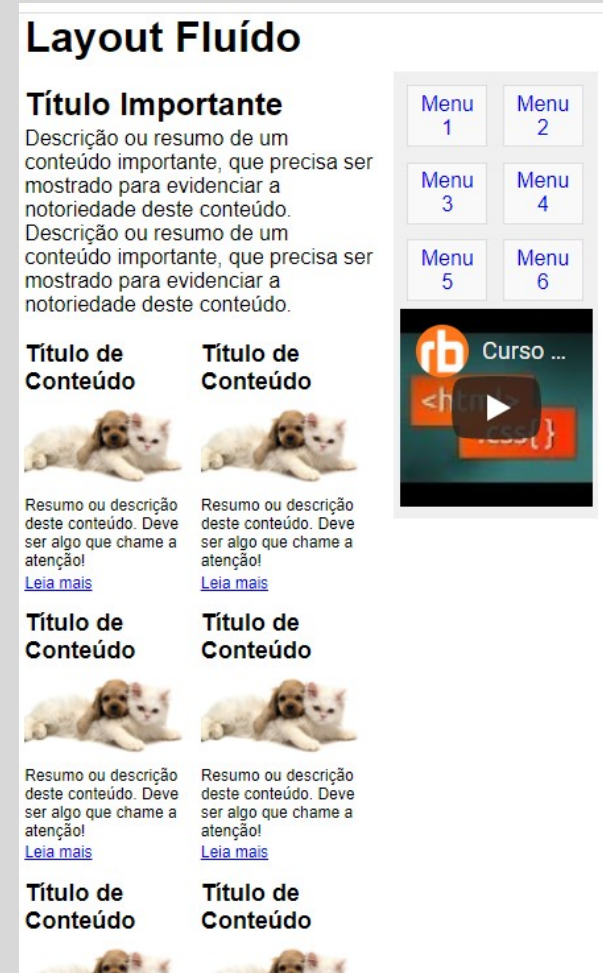 Layout Fluído
Título Importante
Descrição ou resumo de um
conteúdo importante, que precisa ser
mostrado para evidenciar a
notoriedade deste conteúdo.
Descrição ou resumo de um
conteúdo importante, que precisa ser
mostrado para evidenciar a
notoriedade deste conteúdo.
Título de
Conteúdo
Resumo ou descrição
deste conteúdo. Deve
ser algo que chame a
atenção!
Leia mais
Título de
Conteúdo
Resumo ou descrição
deste conteúdo. Deve
ser algo que chame a
atenção!
Leia mais
Título de
Conteúdo
Resumo ou descrição
deste conteúdo. Deve
ser algo que chame a
atenção!
Leia mais
Título de
Conteúdo
Resumo ou descrição
deste conteúdo. Deve
ser algo que chame a
atenção!
Leia mais
Título de
Conteúdo
Título de
Conteúdo
Menu
1
Menu
2
Menu
3
Menu
4
Menu
5
Menu
6
rb
Curso ...